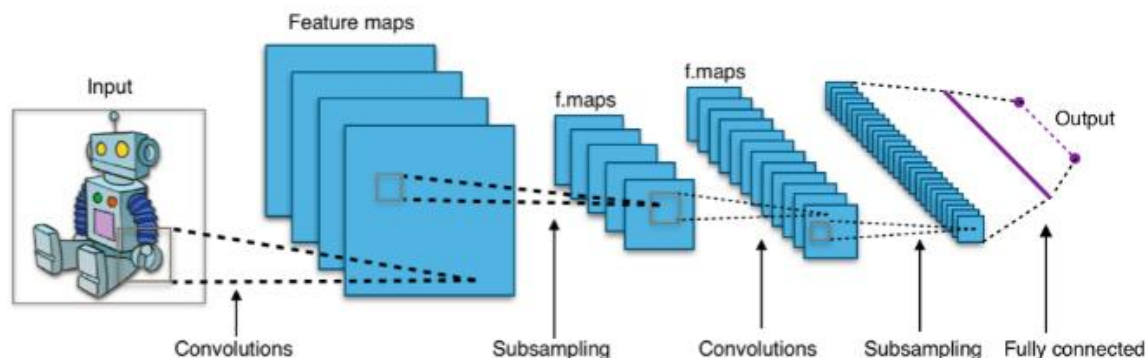 Feature maps
Input
f.maps
f.maps
Output
Convolutions
Subsampling
Convolutions
Subsampling
Fully connected